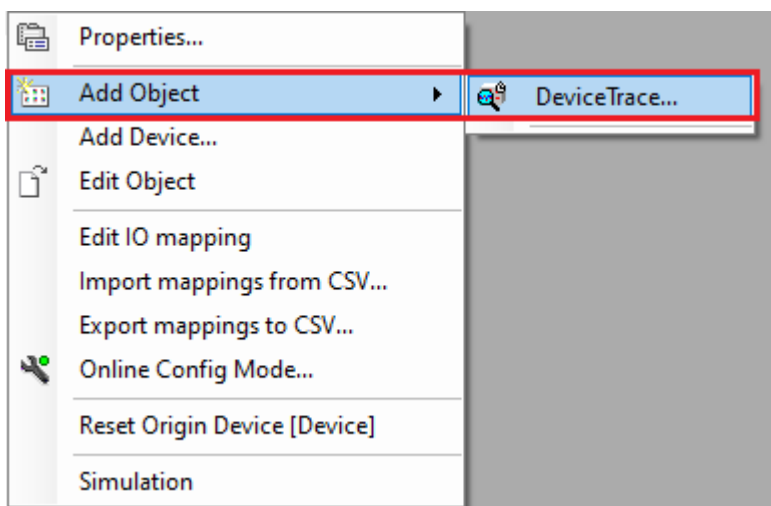 Properties...
Add Object
DeviceTrace...
Add Device...
Edit Object
Edit IO mapping
Import mappings from CSV...
Export mappings to CSV...
Online Config Mode...
Reset Origin Device [Device]
Simulation